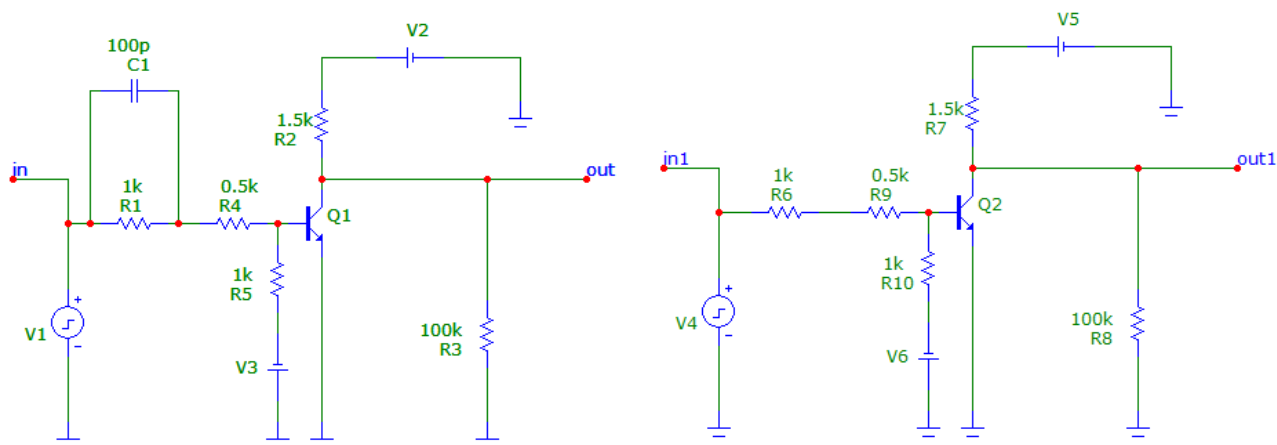 100p
C1
in
1k
R1
0.5k
R4
V2
1.5k
R2
out
Q1
1k
R5
V3
V1
+
−
100k
R3
V5
1.5k
R7
in1
out1
1k
R6
0.5k
R9
Q2
1k
R10
V6
V4
+
−
100k
R8